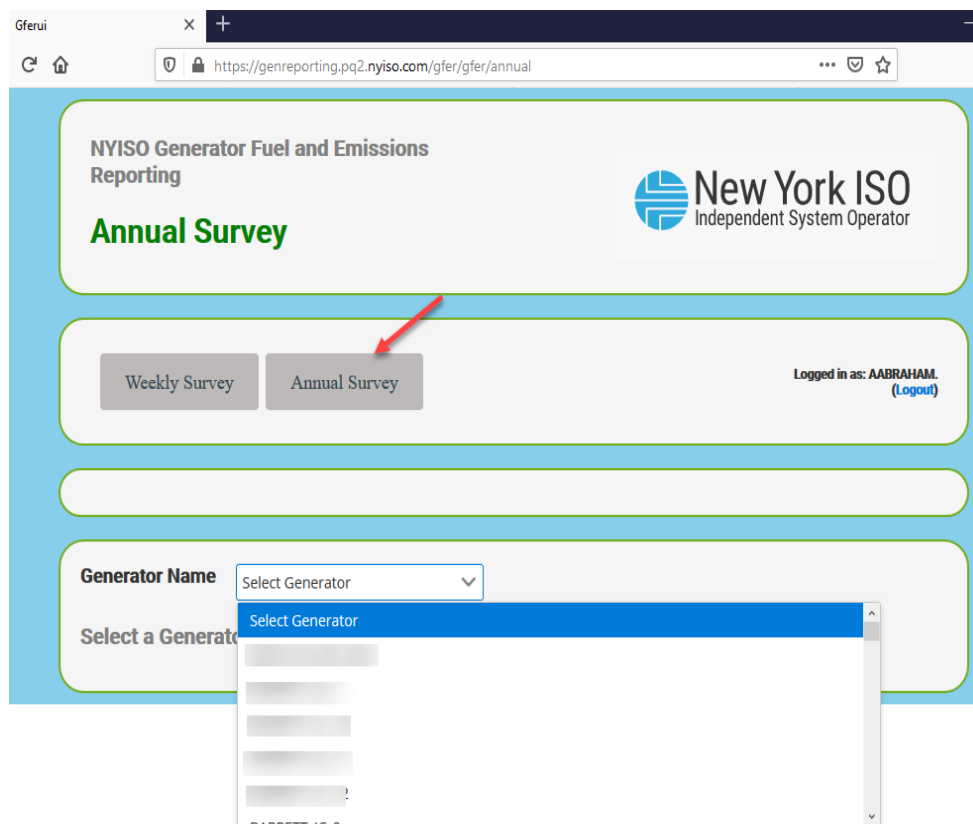 Gferui
https://genreporting.pq2.nyiso.com/gfer/gfer/annual
NYISO Generator Fuel and Emissions
Reporting
Annual Survey
New York ISO
Independent System Operator
Weekly Survey
Annual Survey
Logged in as: AABRAHAM.
(Logout)
Generator Name
Select Generator
Select Generator
Select a